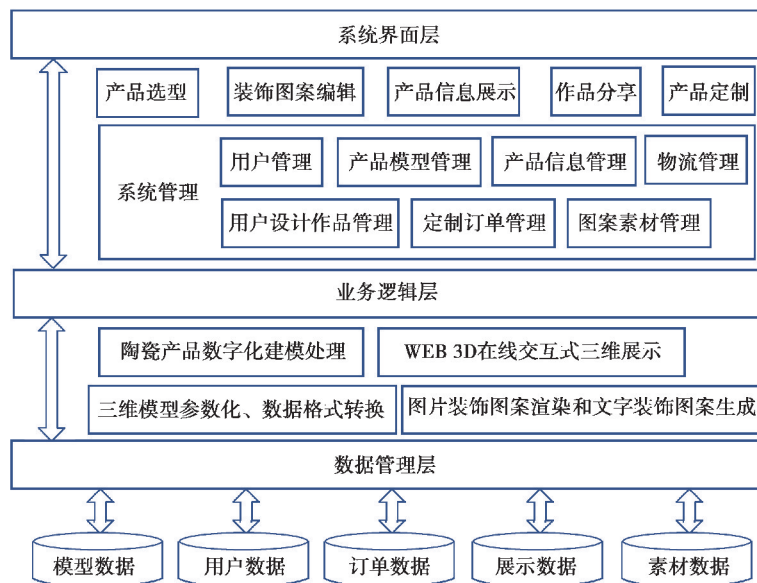 系统界面层
产品选型
装饰图案编辑
产品信息展示
作品分享
产品定制
系统管理
用户管理
产品模型管理
产品信息管理
物流管理
用户设计作品管理
定制订单管理
图案素材管理
业务逻辑层
陶瓷产品数字化建模处理
WEB 3D在线交互式三维展示
三维模型参数化、数据格式转换
图片装饰图案渲染和文字装饰图案生成
数据管理层
模型数据
用户数据
订单数据
展示数据
素材数据